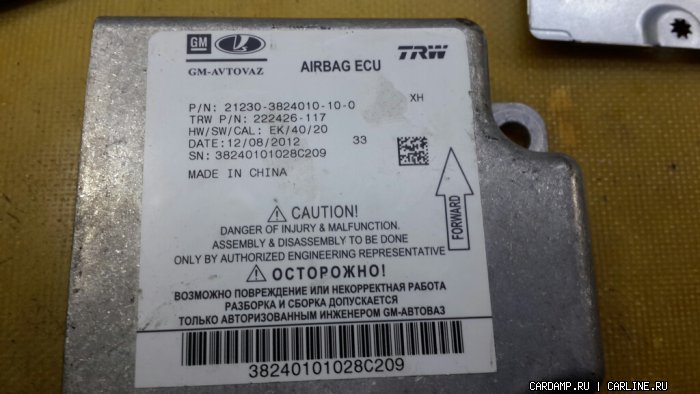 GM
GM-AVTOVAZ
AIRBAG ECU
TRW
P/N: 21230-3824010-10-0
XH
TRW P/N: 222426-117
HW/SW/CAL: EK/40/20
DATE:12/08/2012 33
SN: 38240101028C209
MADE IN CHINA
FORWARD
CAUTION!
DANGER OF INJURY & MALFUNCTION.
ASSEMBLY & DISASSEMBLY TO BE DONE
ONLY BY AUTHORIZED ENGINEERING REPRESENTATIVE
ОСТОРОЖНО!
ВОЗМОЖНО ПОВРЕЖДЕНИЕ ИЛИ НЕКОРРЕКТНАЯ РАБОТА
РАЗБОРКА И СБОРКА ДОПУСКАЕТСЯ
ТОЛЬКО АВТОРИЗОВАННЫМ ИНЖЕНЕРОМ GM-АВТОВАЗ
38240101028C209
CARDAMP.RU | CARLINE.RU